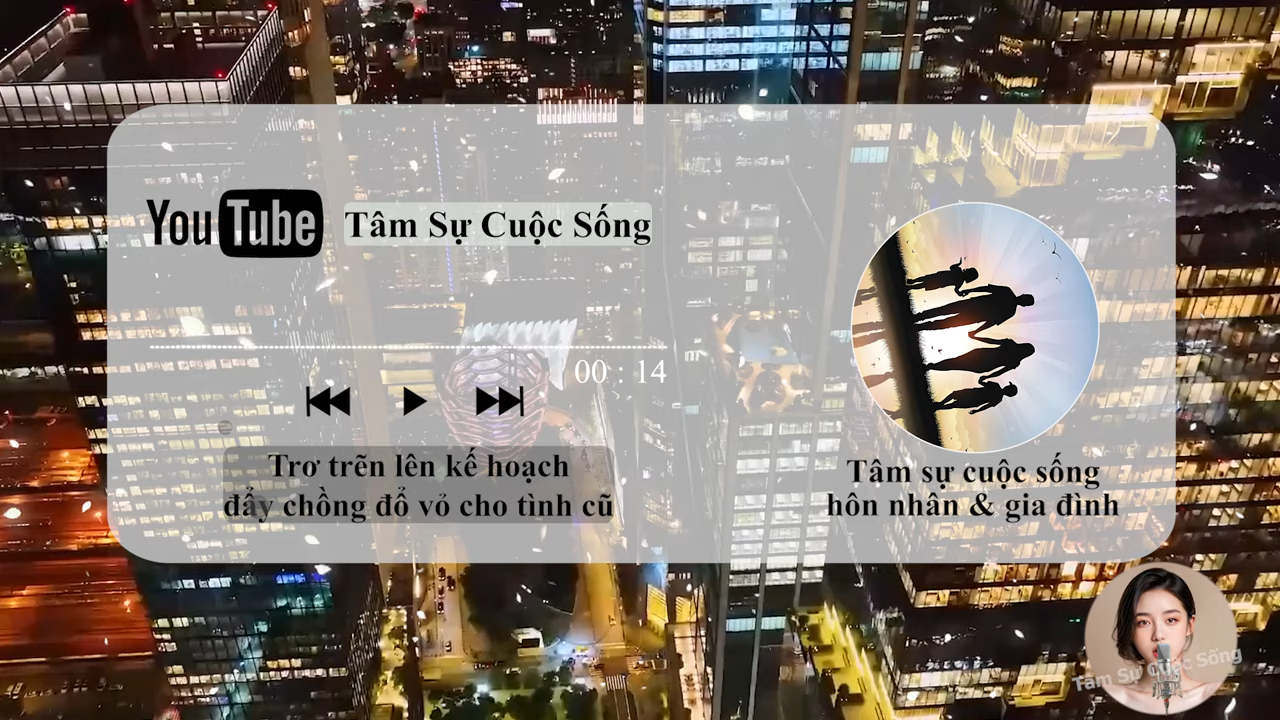 YouTube
Tâm Sự Cuộc Sống
00 : 14
Trơ trẽn lên kế hoạch
đẩy chồng đổ vỏ cho tình cũ
Tâm sự cuộc sống
hôn nhân & gia đình
Tâm Sự Cuộc Sống